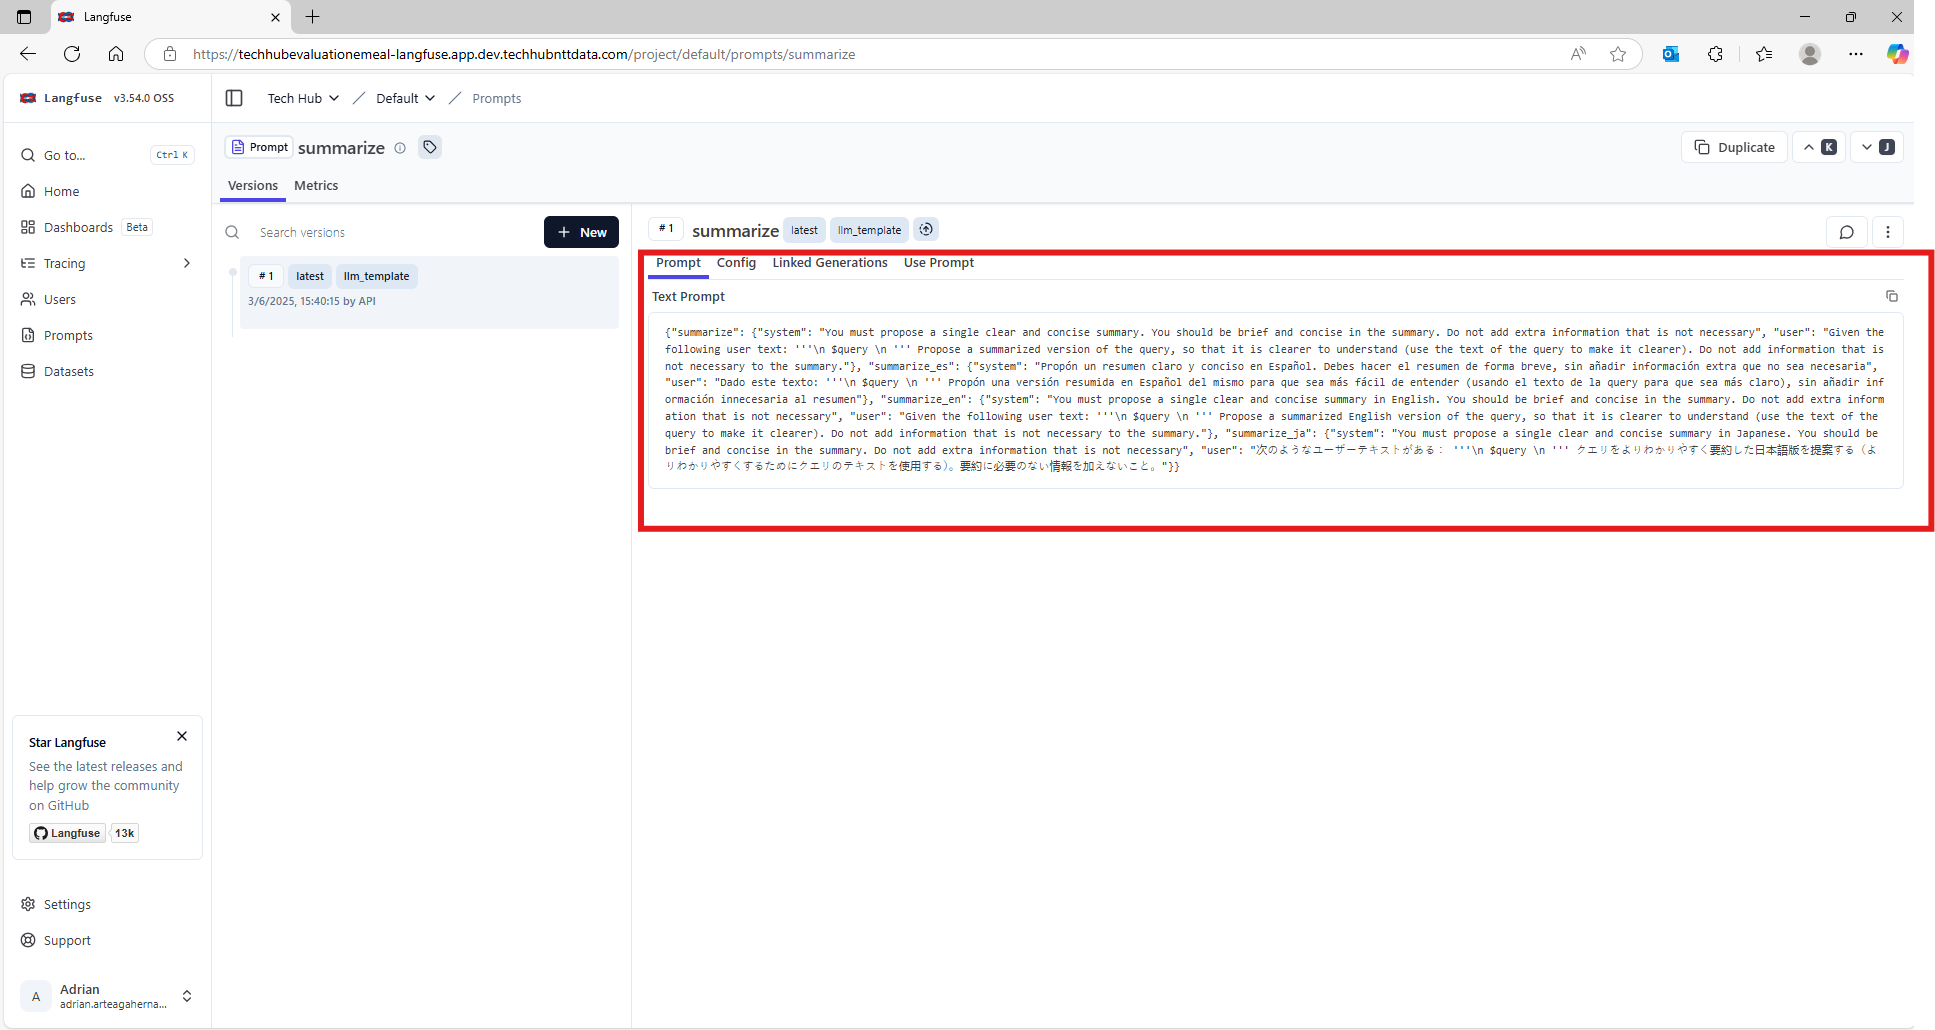 Langfuse
https://techhubevaluationemeal-langfuse.app.dev.techhubnttdata.com/project/default/prompts/summarize
Langfuse v3.54.0 OSS
Tech Hub
Default
Prompts
Go to...
Ctrl K
Home
Dashboards
Beta
Tracing
Users
Prompts
Datasets
Prompt
summarize
Duplicate
K
J
Versions
Metrics
Search versions
New
# 1
latest
llm_template
3/6/2025, 15:40:15 by API
# 1
summarize
latest
llm_template
Prompt
Config
Linked Generations
Use Prompt
Text Prompt
{"summarize": {"system": "You must propose a single clear and concise summary. You should be brief and concise in the summary. Do not add extra information that is not necessary", "user": "Given the
following user text: '''\n $query \n ''' Propose a summarized version of the query, so that it is clearer to understand (use the text of the query to make it clearer). Do not add information that is
not necessary to the summary."}, "summarize_es": {"system": "Propón un resumen claro y conciso en Español. Debes hacer el resumen de forma breve, sin añadir información extra que no sea necesaria",
"user": "Dado este texto: '''\n $query \n ''' Propón una versión resumida en Español del mismo para que sea más fácil de entender (usando el texto de la query para que sea más claro), sin añadir inf
ormación innecesaria al resumen"}, "summarize_en": {"system": "You must propose a single clear and concise summary in English. You should be brief and concise in the summary. Do not add extra inform
ation that is not necessary", "user": "Given the following user text: '''\n $query \n ''' Propose a summarized English version of the query, so that it is clearer to understand (use the text of the
query to make it clearer). Do not add information that is not necessary to the summary."}, "summarize_ja": {"system": "You must propose a single clear and concise summary in Japanese. You should be
brief and concise in the summary. Do not add extra information that is not necessary", "user": "次のようなユーザーテキストがある： '''\n $query \n ''' クエリをよりわかりやすく要約した日本語版を提案する（よ
りわかりやすくするためにクエリのテキストを使用する）。要約に必要のない情報を加えないこと。"}}
Star Langfuse
See the latest releases and
help grow the community
on GitHub
Langfuse
13k
Settings
Support
A
Adrian
adrian.arteagaherna...